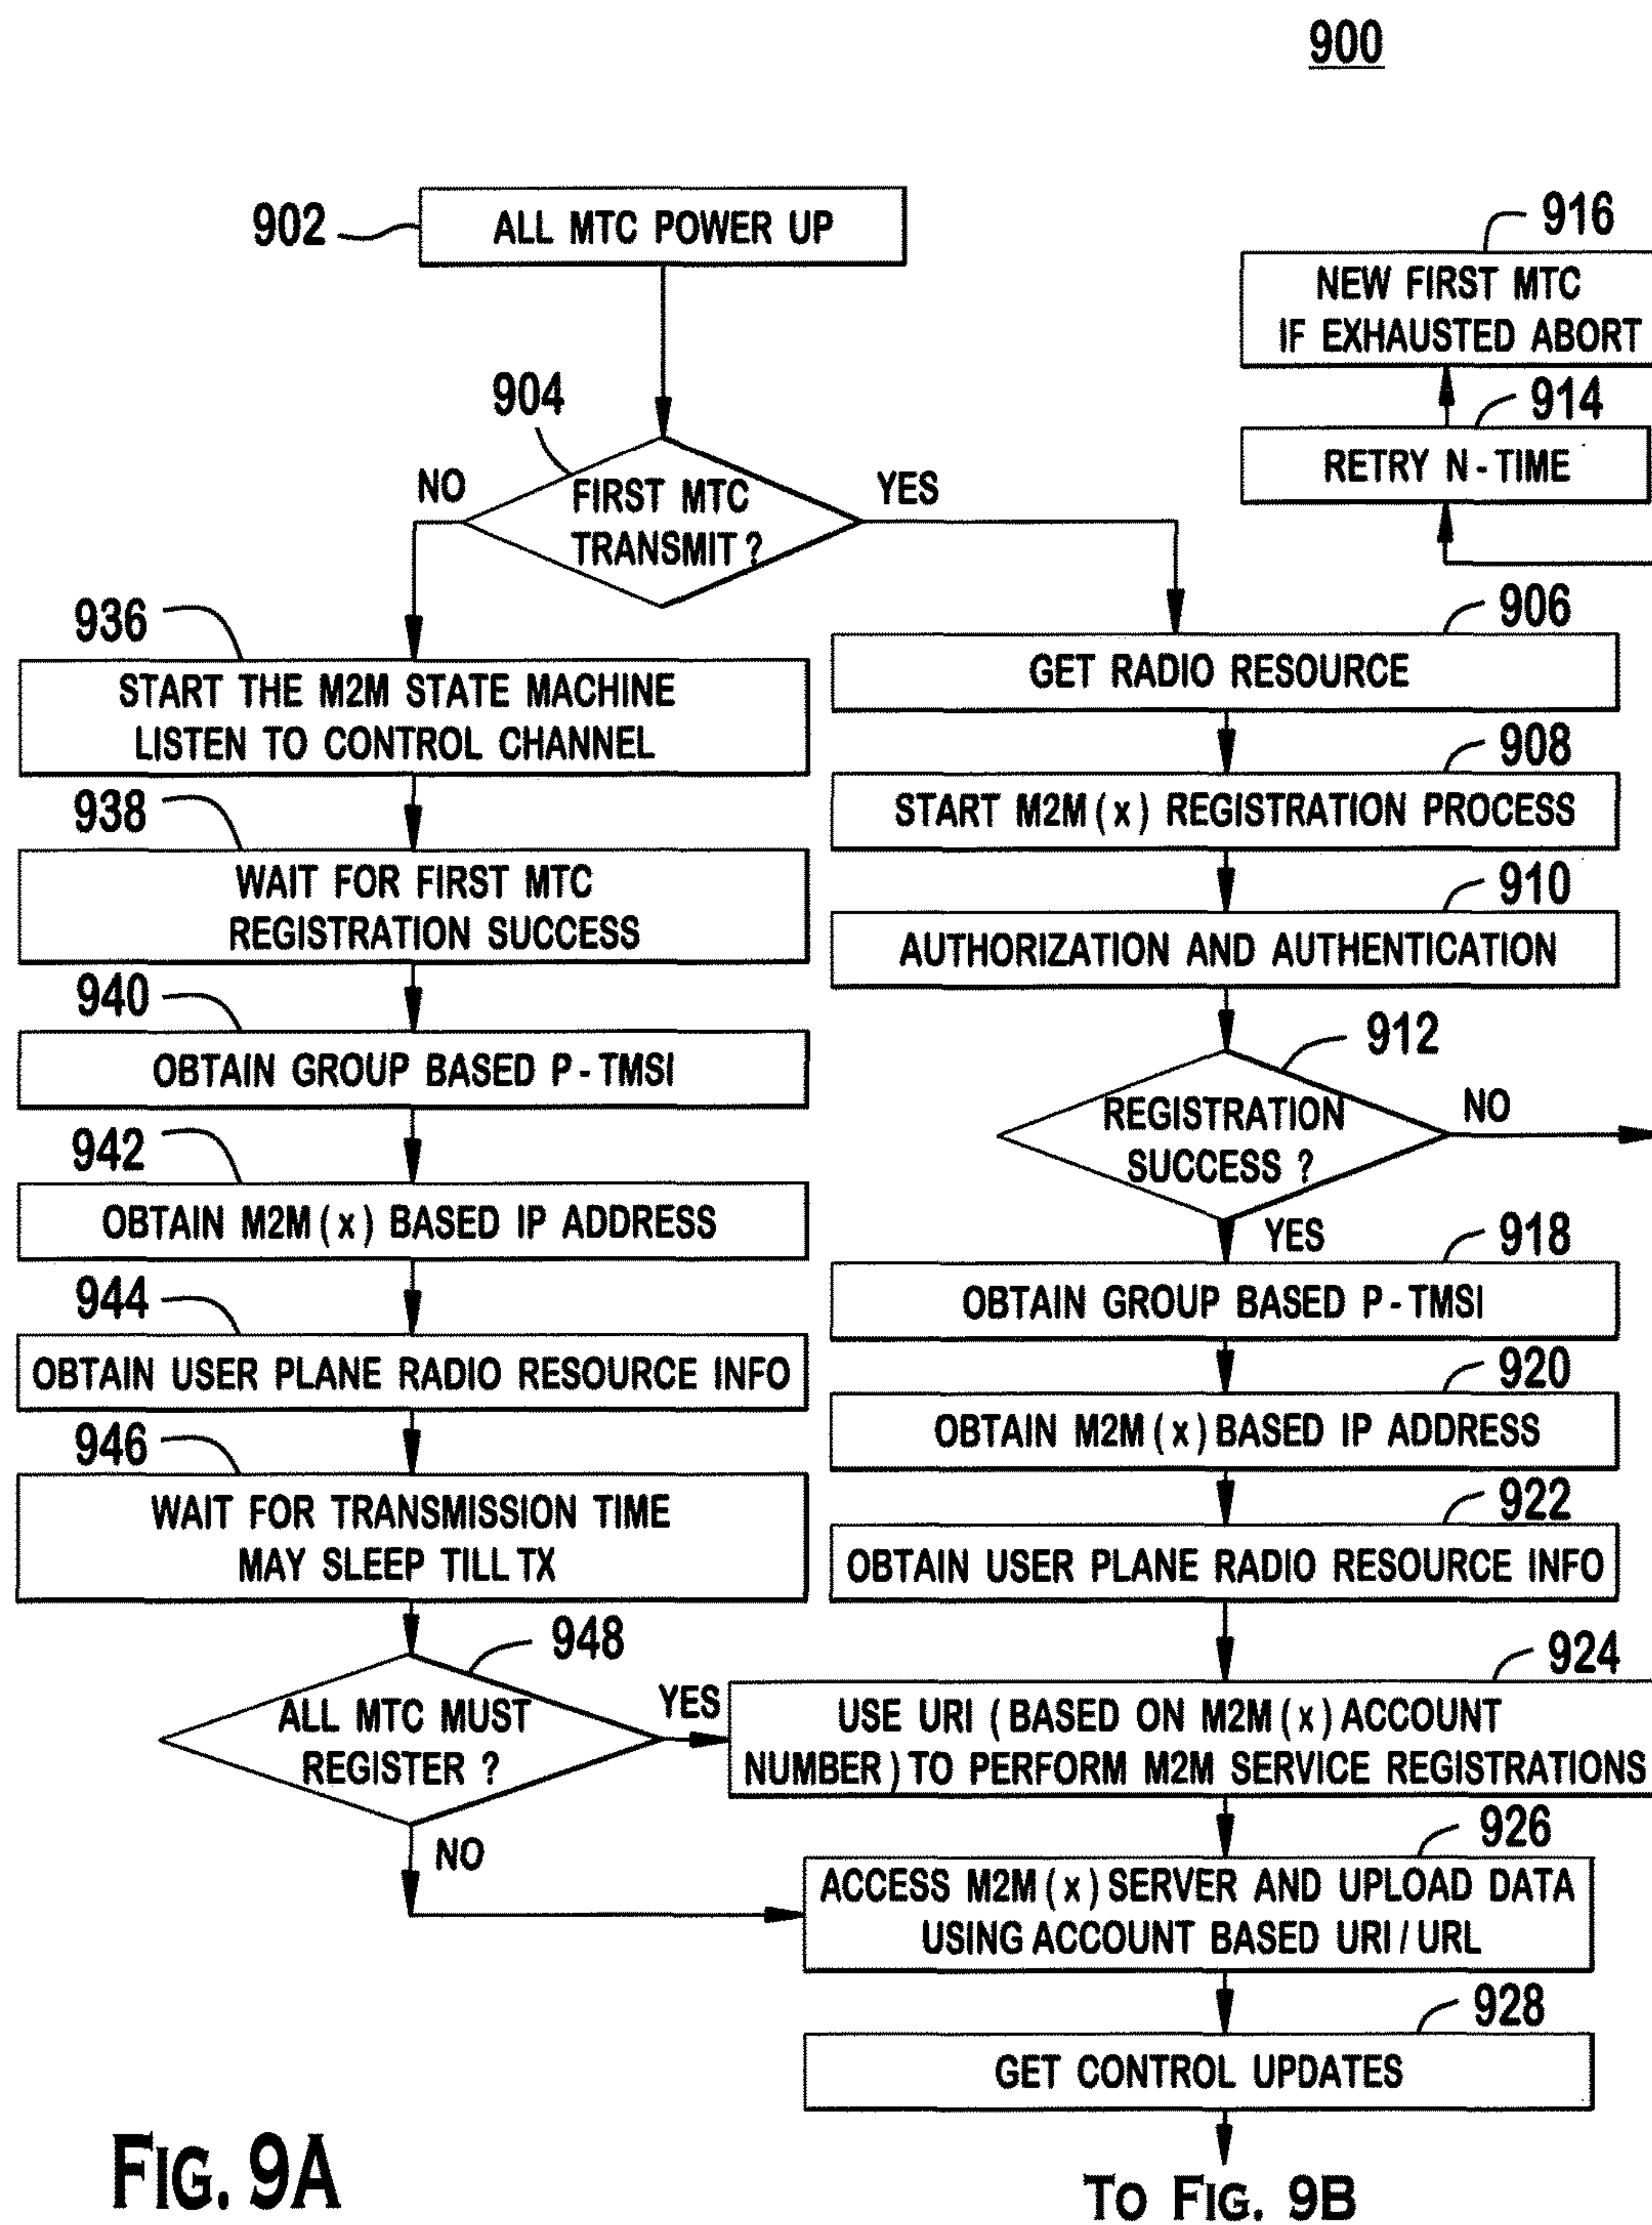 900
902
ALL MTC POWER UP
916
NEW FIRST MTC
IF EXHAUSTED ABORT
914
RETRY N-TIME
904
NO
FIRST MTC
TRANSMIT?
YES
936
START THE M2M STATE MACHINE
LISTEN TO CONTROL CHANNEL
938
WAIT FOR FIRST MTC
REGISTRATION SUCCESS
940
OBTAIN GROUP BASED P-TMSI
942
OBTAIN M2M(x) BASED IP ADDRESS
944
OBTAIN USER PLANE RADIO RESOURCE INFO
946
WAIT FOR TRANSMISSION TIME
MAY SLEEP TILL TX
948
ALL MTC MUST
REGISTER?
YES
NO
906
GET RADIO RESOURCE
908
START M2M(x) REGISTRATION PROCESS
910
AUTHORIZATION AND AUTHENTICATION
912
REGISTRATION
SUCCESS?
NO
YES
918
OBTAIN GROUP BASED P-TMSI
920
OBTAIN M2M(x) BASED IP ADDRESS
922
OBTAIN USER PLANE RADIO RESOURCE INFO
924
USE URI (BASED ON M2M(x) ACCOUNT
NUMBER) TO PERFORM M2M SERVICE REGISTRATIONS
926
ACCESS M2M(x) SERVER AND UPLOAD DATA
USING ACCOUNT BASED URI/URL
928
GET CONTROL UPDATES
FIG. 9A
TO FIG. 9B